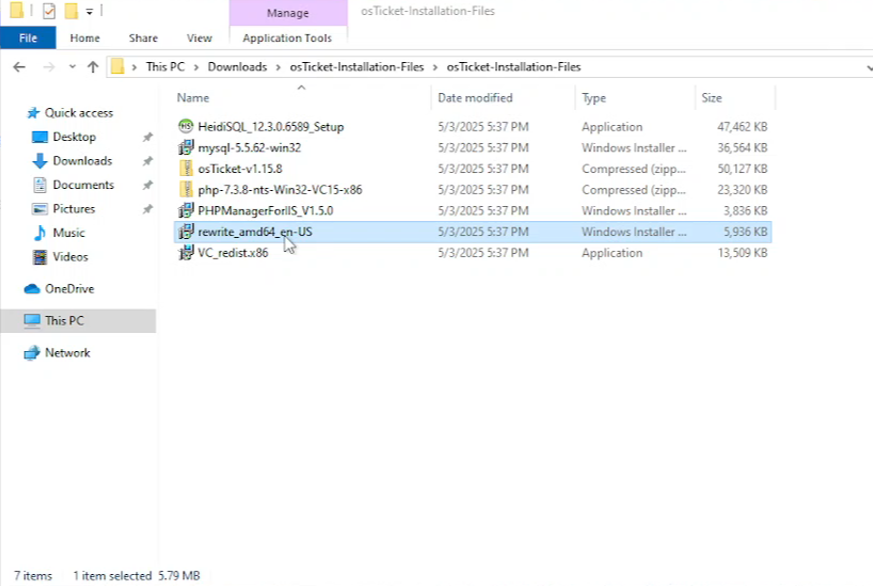 Manage
osTicket-Installation-Files
File
Home
Share
View
Application Tools
This PC
Downloads
osTicket-Installation-Files
osTicket-Installation-Files
Name
Date modified
Type
Size
Quick access
Desktop
Downloads
Documents
Pictures
Music
Videos
OneDrive
This PC
Network
HeidiSQL_12.3.0.6589_Setup 5/3/2025 5:37 PM Application 47,462 KB
mysql-5.5.62-win32 5/3/2025 5:37 PM Windows Installer ... 36,564 KB
osTicket-v1.15.8 5/3/2025 5:37 PM Compressed (zipp... 50,127 KB
php-7.3.8-nts-Win32-VC15-x86 5/3/2025 5:37 PM Compressed (zipp... 23,320 KB
PHPManagerForIIS_V1.5.0 5/3/2025 5:37 PM Windows Installer ... 3,836 KB
rewrite_amd64_en-US 5/3/2025 5:37 PM Windows Installer ... 5,936 KB
VC_redist.x86 5/3/2025 5:37 PM Application 13,509 KB
7 items 1 item selected 5.79 MB